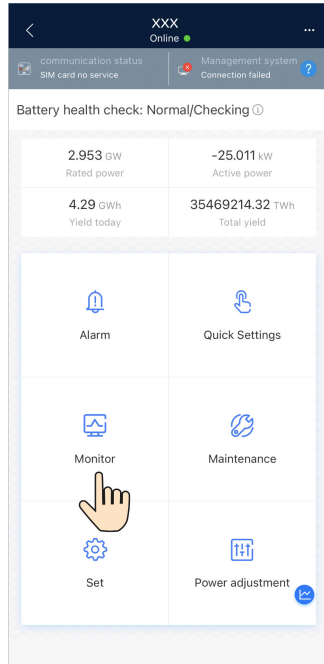 XXX
Online
communication status
SIM card no service
Management system
Connection failed
?
Battery health check: Normal/Checking
2.953 GW
Rated power
-25.011 kW
Active power
4.29 GWh
Yield today
35469214.32 TWh
Total yield
Alarm
Quick Settings
Monitor
Maintenance
Set
Power adjustment